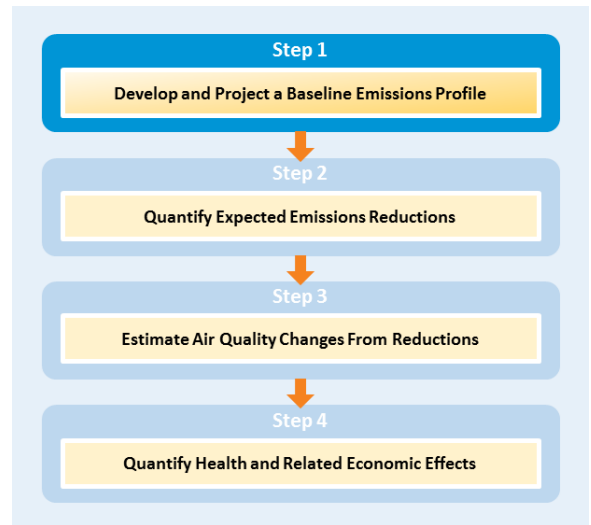 Step 1
Develop and Project a Baseline Emissions Profile
Step 2
Quantify Expected Emissions Reductions
Step 3
Estimate Air Quality Changes From Reductions
Step 4
Quantify Health and Related Economic Effects